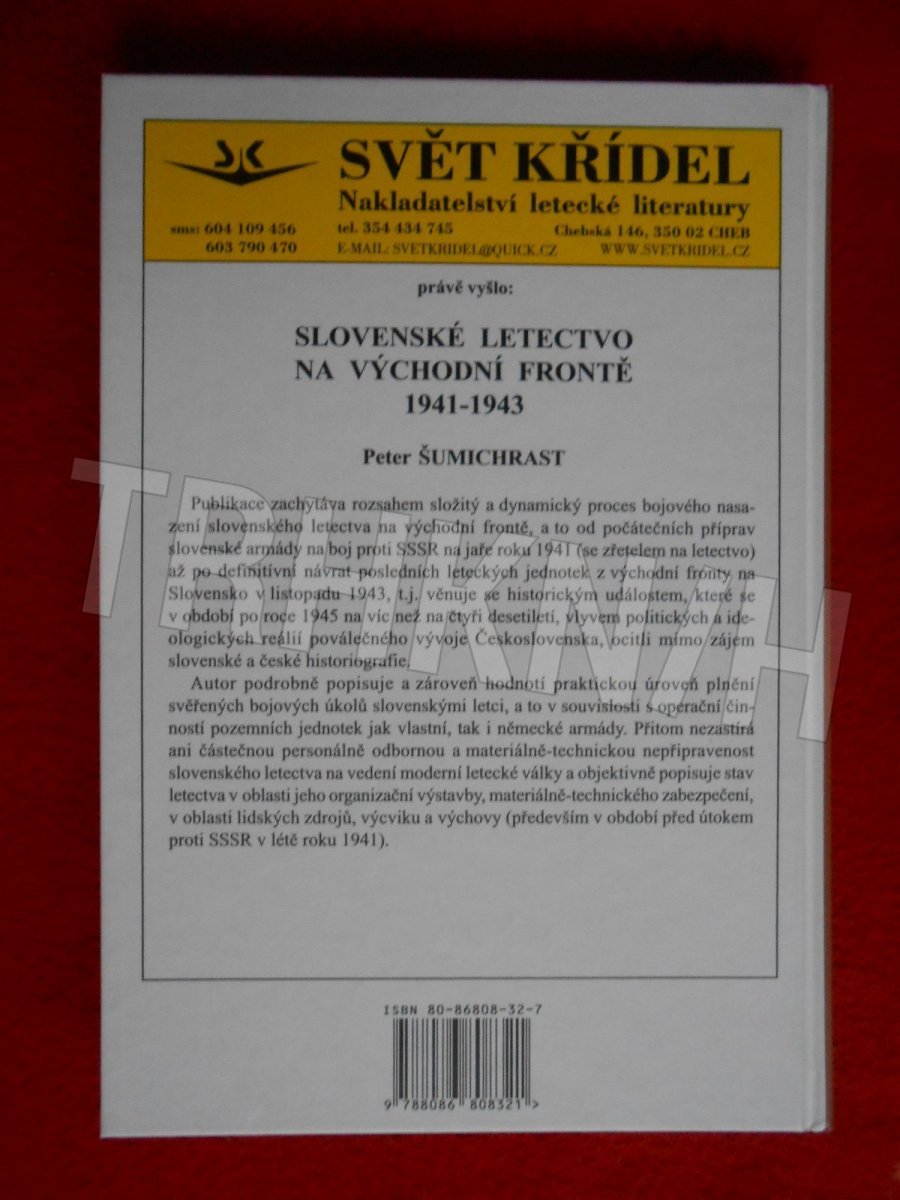 SVĚT KŘÍDEL
Nakladatelství letecké literatury
sms: 604 109 456
603 790 470
tel. 354 434 745
E-MAIL: SVETKRIDEL@QUICK.CZ
Chebská 146, 350 02 CHEB
WWW.SVETKRIDEL.CZ
právě vyšlo:
SLOVENSKÉ LETECTVO
NA VÝCHODNÍ FRONTĚ
1941-1943
Peter ŠUMICHRAST
Publikace zachytáva rozsahem složitý a dynamický proces bojového nasa-
zení slovenského letectva na východní frontě, a to od počátečních příprav
slovenské armády na boj proti SSSR na jaře roku 1941 (se zřetelem na letectvo)
až po definitívní návrat posledních leteckých jednotek z východní fronty na
Slovensko v listopadu 1943, t.j. věnuje se historickým událostem, které se
v období po roce 1945 na víc než na čtyři desetiletí, vlyvem politických a ide-
ologických reálií poválečného vývoje Československa, ocitli mimo zájem
slovenské a české historiografie.
Autor podrobně popisuje a zároveň hodnotí praktickou úroveň plnění
svěřených bojových úkolů slovenskými letci, a to v souvislosti s operační čin-
ností pozemních jednotek jak vlastní, tak i německé armády. Přitom nezastírá
ani částečnou personálně odbornou a materiálně-technickou nepřipravenost
slovenského letectva na vedení moderní letecké války a objektivně popisuje stav
letectva v oblasti jeho organizační výstavby, materiálně-technického zabezpečení,
v oblasti lidských zdrojů, výcviku a výchovy (především v období před útokem
proti SSSR v létě roku 1941).
ISBN 80-86808-32-7
9 788086 808321 >